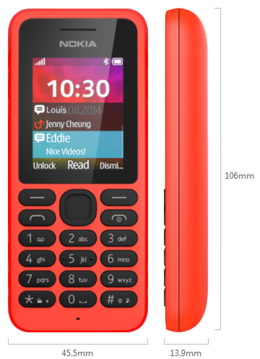 NOKIA
10:30
Louis 08.2014
Jenny Cheung
Eddie
Nice Videos!
Unlock Read Dismi...
1 2 abc 3 def
4 ghi 5 jkl 6 mno
7 pqrs 8 tuv 9 wxyz
* 0 #
106mm
45.5mm 13.9mm